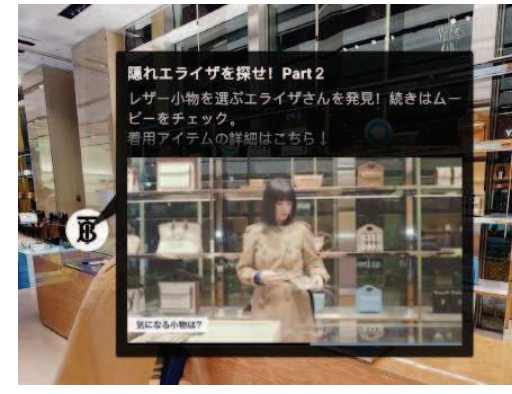 隠れエライザを探せ! Part 2
レザー小物を選ぶエライザさんを発見! 続きはムー
ビーをチェック。
着用アイテムの詳細はこちら↓
気になる小物は?